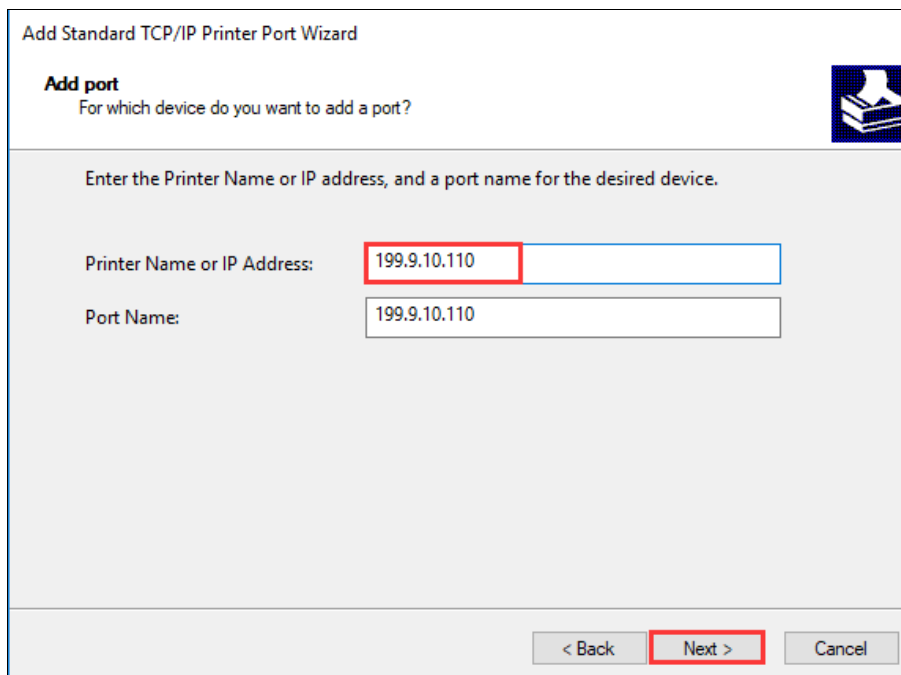 Add Standard TCP/IP Printer Port Wizard
Add port
For which device do you want to add a port?
Enter the Printer Name or IP address, and a port name for the desired device.
Printer Name or IP Address: 199.9.10.110
Port Name: 199.9.10.110
< Back Next > Cancel